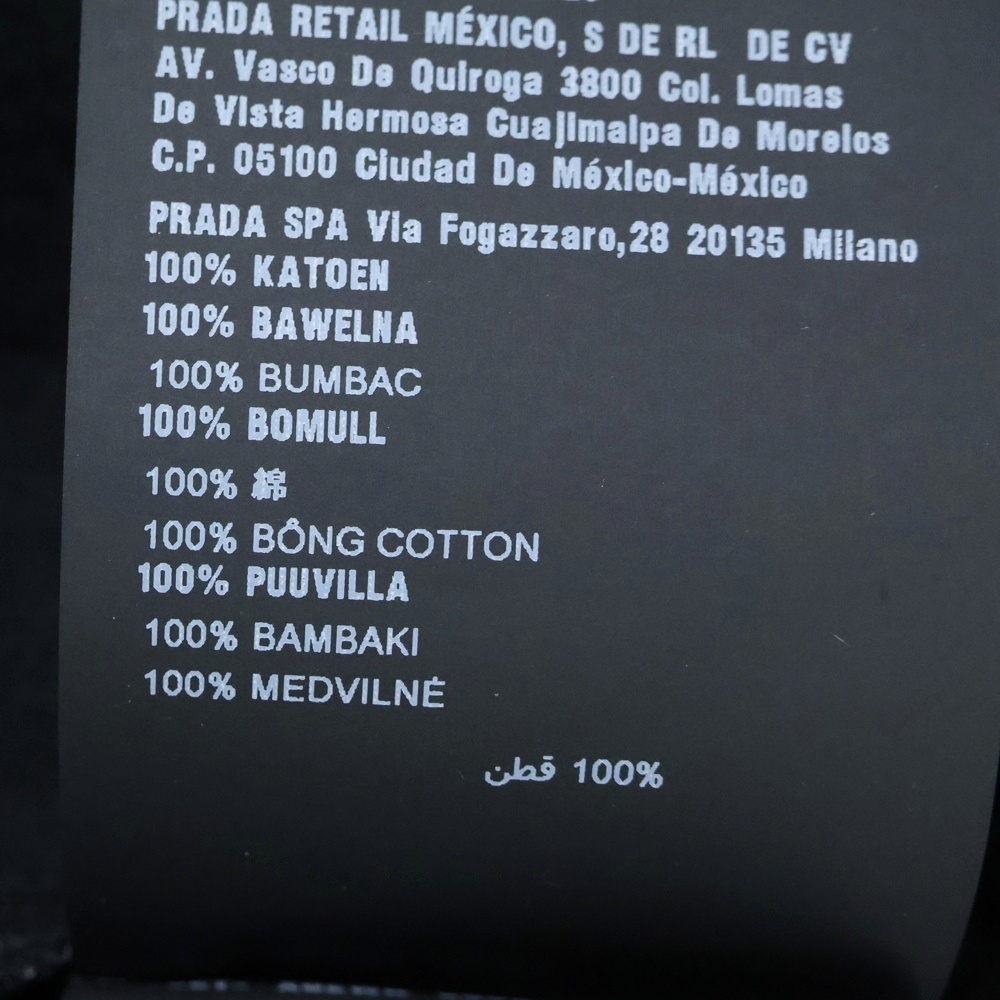 PRADA RETAIL MÉXICO, S DE RL DE CV
AV. Vasco De Quiroga 3800 Col. Lomas
De Vista Hermosa Cuajimalpa De Morelos
C.P. 05100 Ciudad De México-México
PRADA SPA Via Fogazzaro,28 20135 Milano
100% KATOEN
100% BAWELNA
100% BUMBAC
100% BOMULL
100% 綿
100% BÔNG COTTON
100% PUUVILLA
100% BAMBAKI
100% MEDVILNĖ
100% قطن